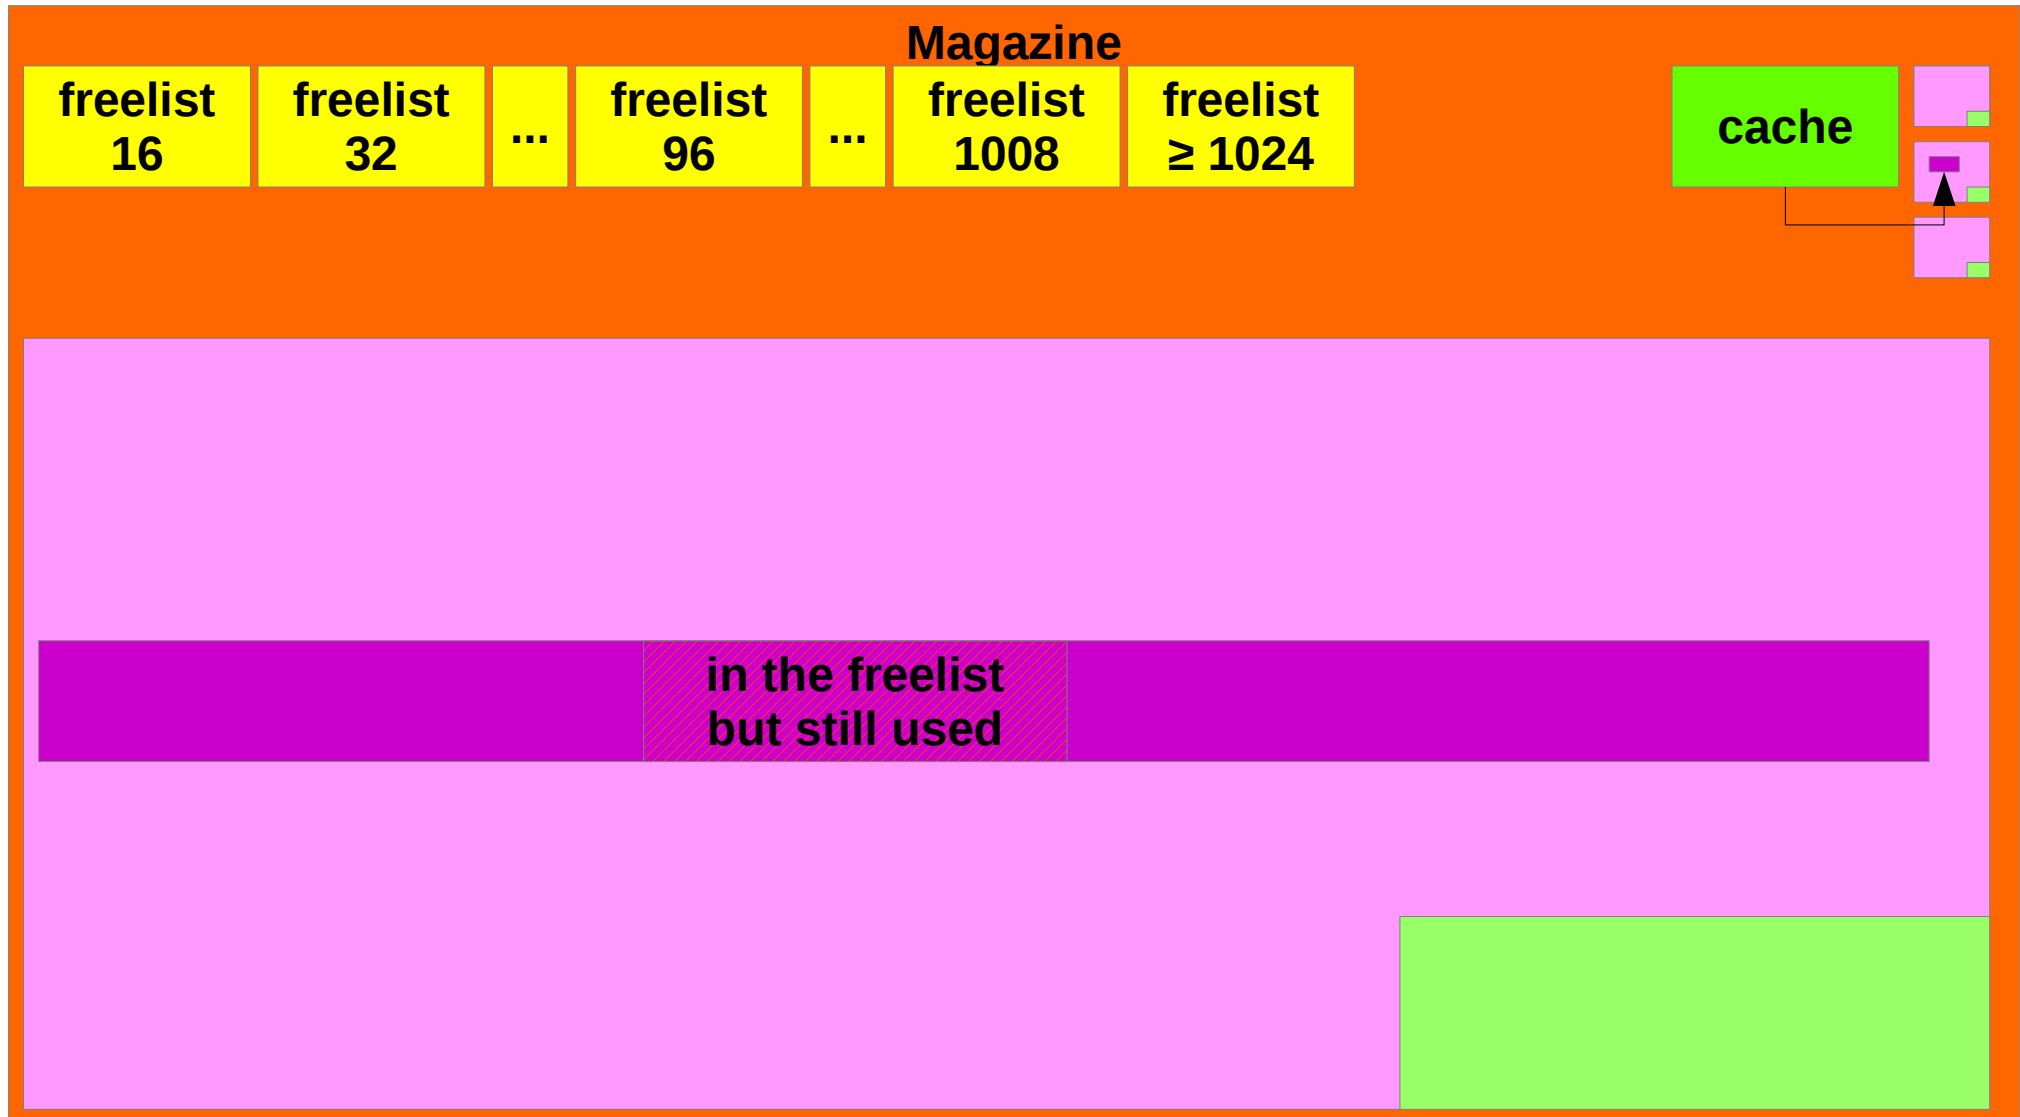 Magazine
freelist
16
freelist
32
...
freelist
96
...
freelist
1008
freelist
≥ 1024
cache
in the freelist
but still used